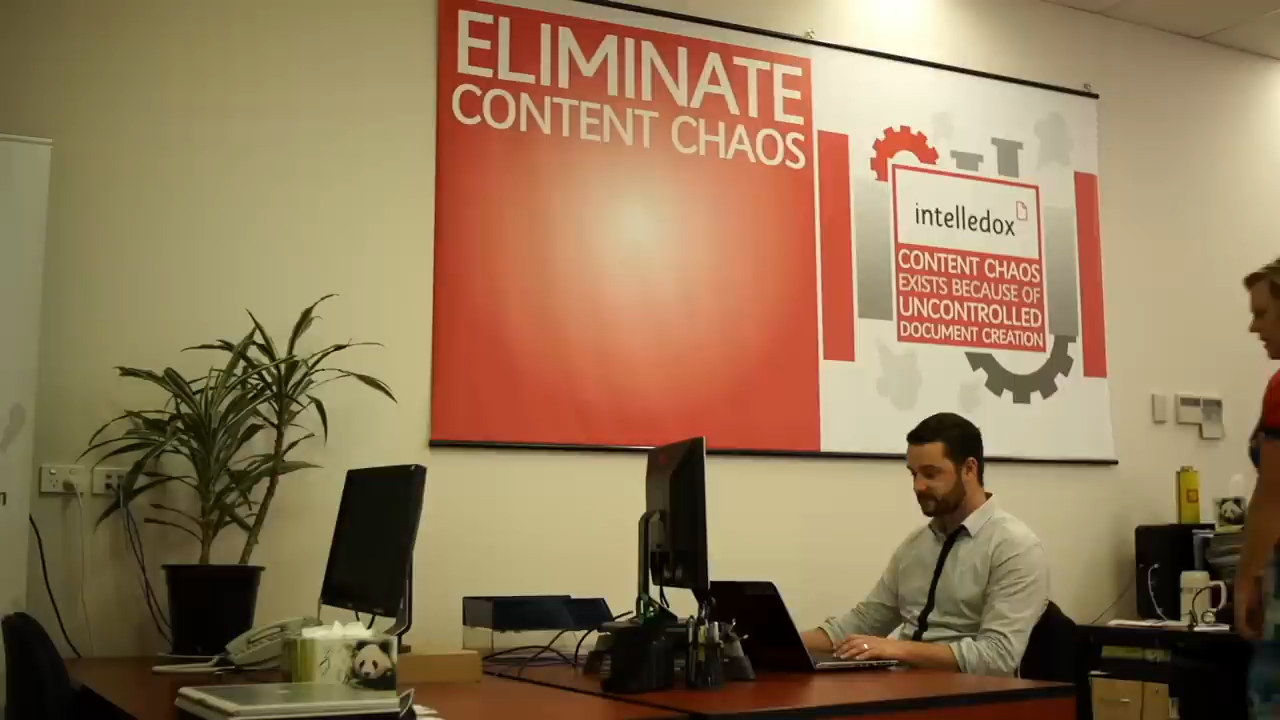 ELIMINATE
CONTENT CHAOS
intelledox
CONTENT CHAOS
EXISTS BECAUSE OF
UNCONTROLLED
DOCUMENT CREATION